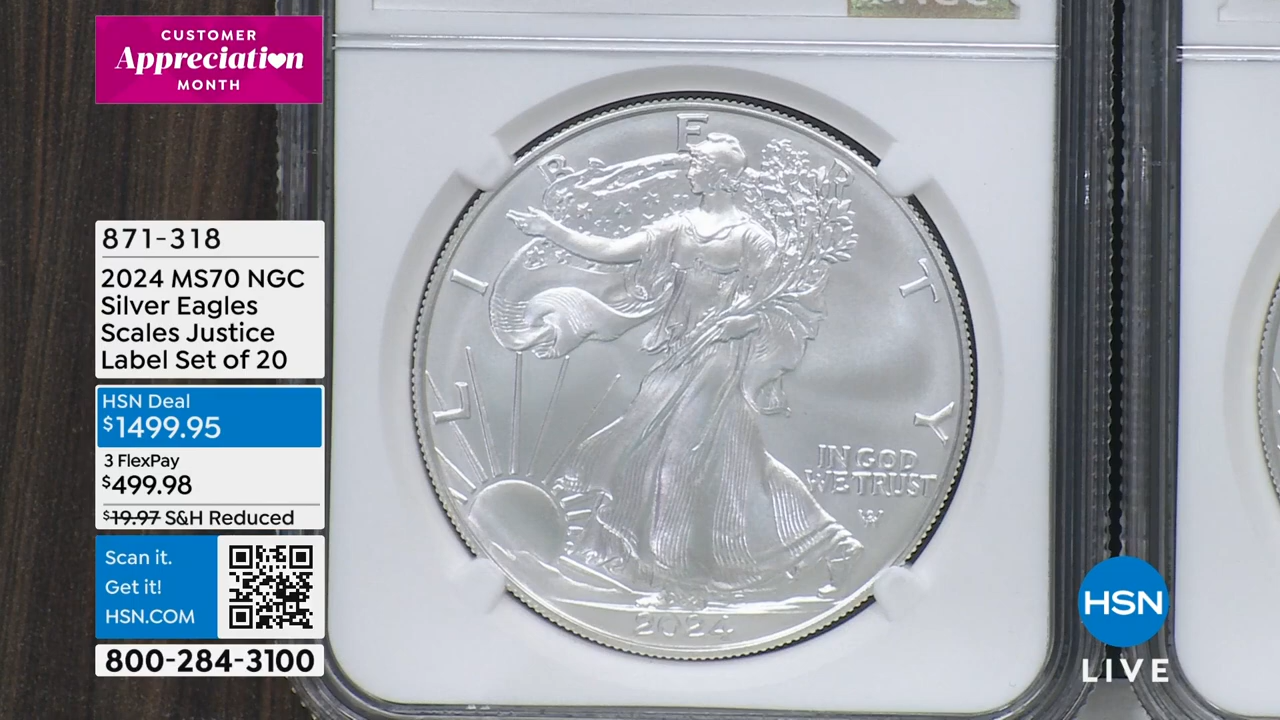 CUSTOMER
Appreciation
MONTH
871-318
2024 MS70 NGC
Silver Eagles
Scales Justice
Label Set of 20
HSN Deal
$1499.95
3 FlexPay
$499.98
$19.97 S&H Reduced
Scan it.
Get it!
HSN.COM
800-284-3100
LIBERTY
IN GOD
WE TRUST
2024
HSN
LIVE